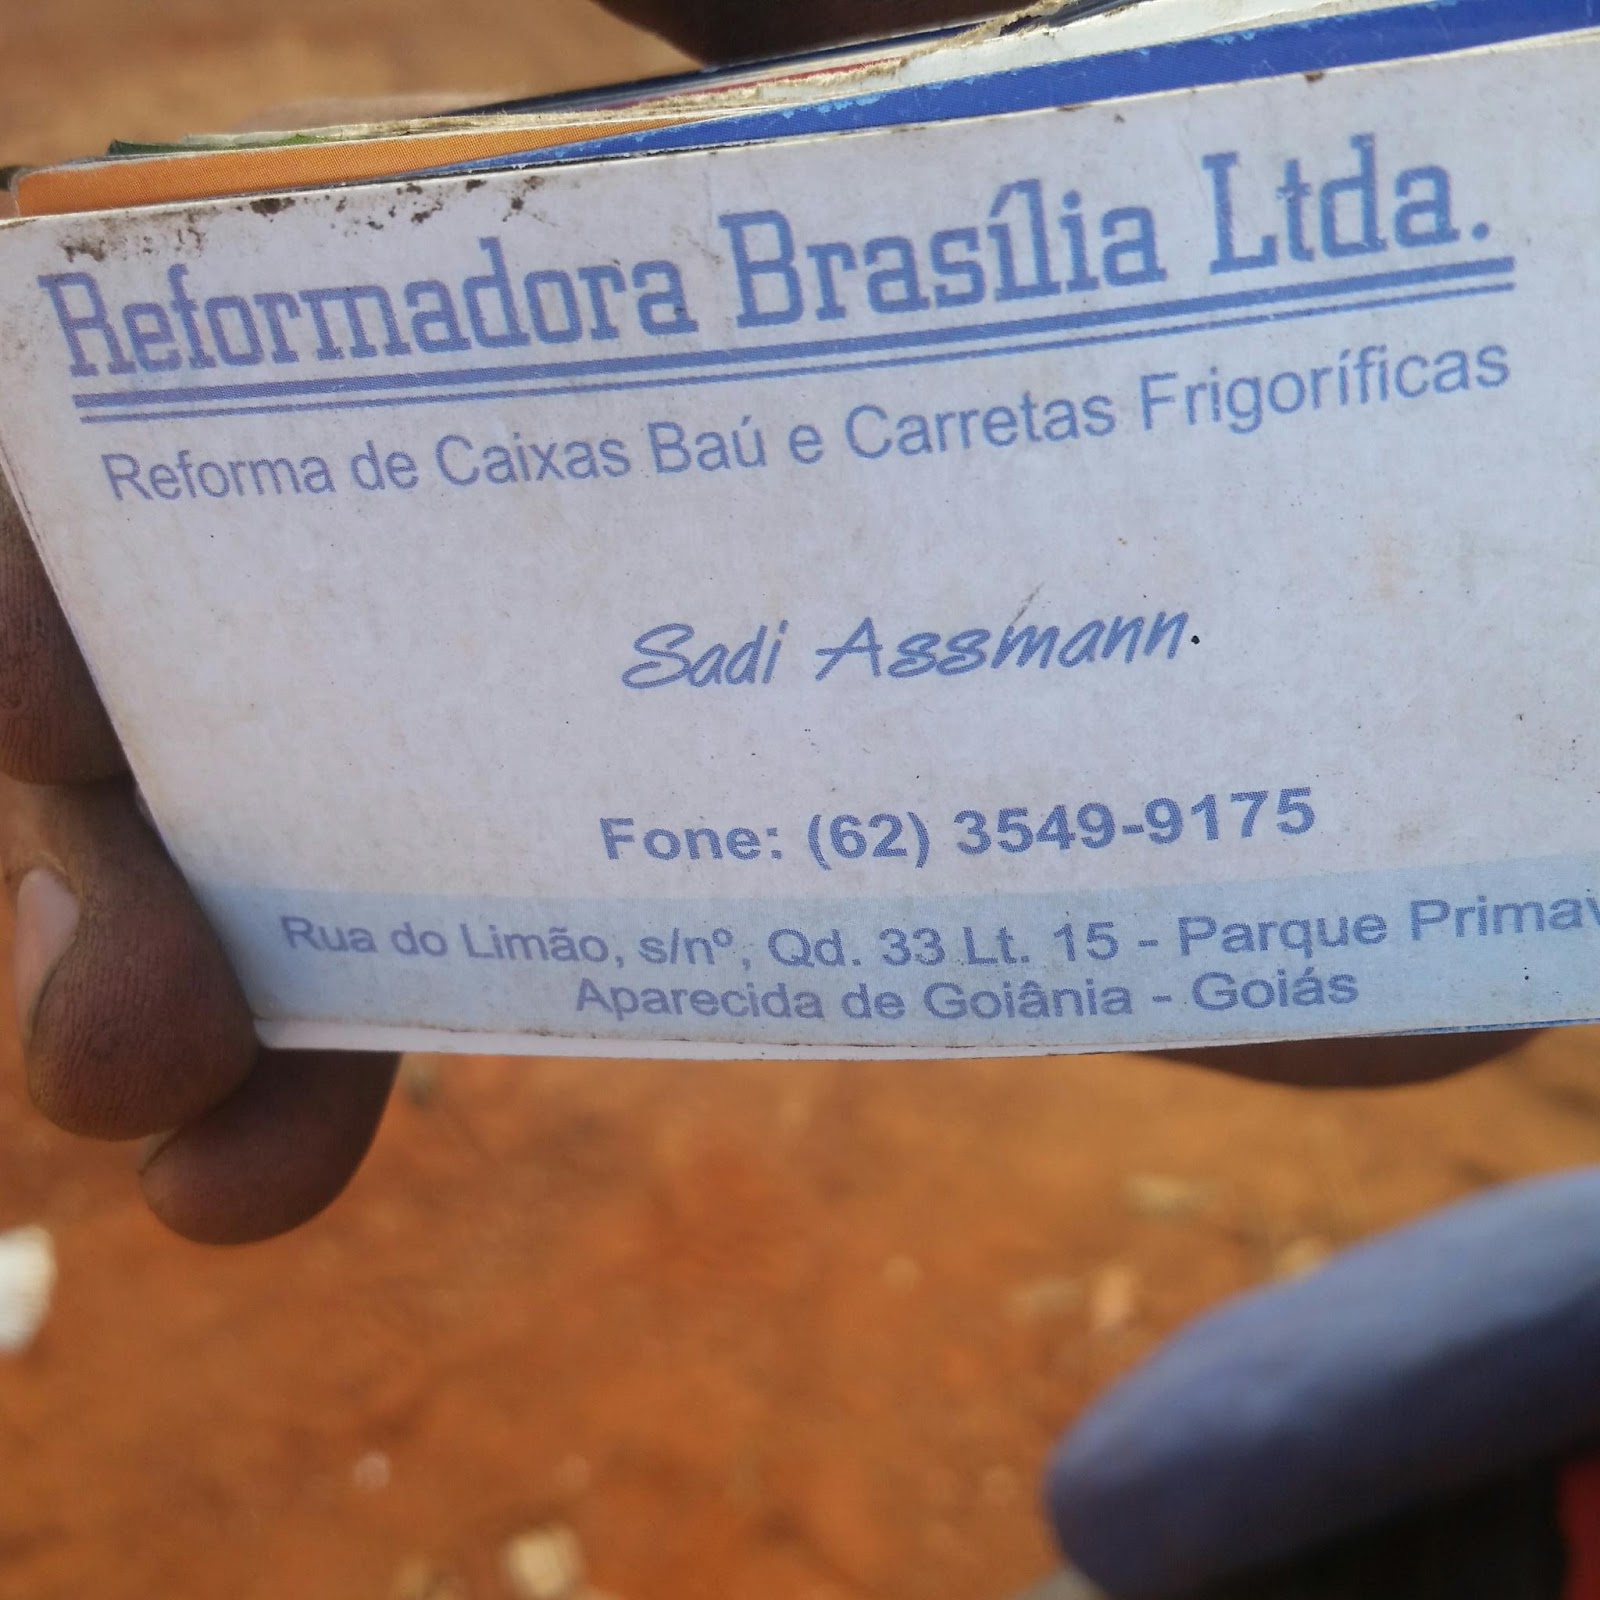 Reformadora Brasília Ltda.
Reforma de Caixas Baú e Carretas Frigoríficas
Sadi Assmann
Fone: (62) 3549-9175
Rua do Limão, s/nº, Qd. 33 Lt. 15 - Parque Primav
Aparecida de Goiânia - Goiás